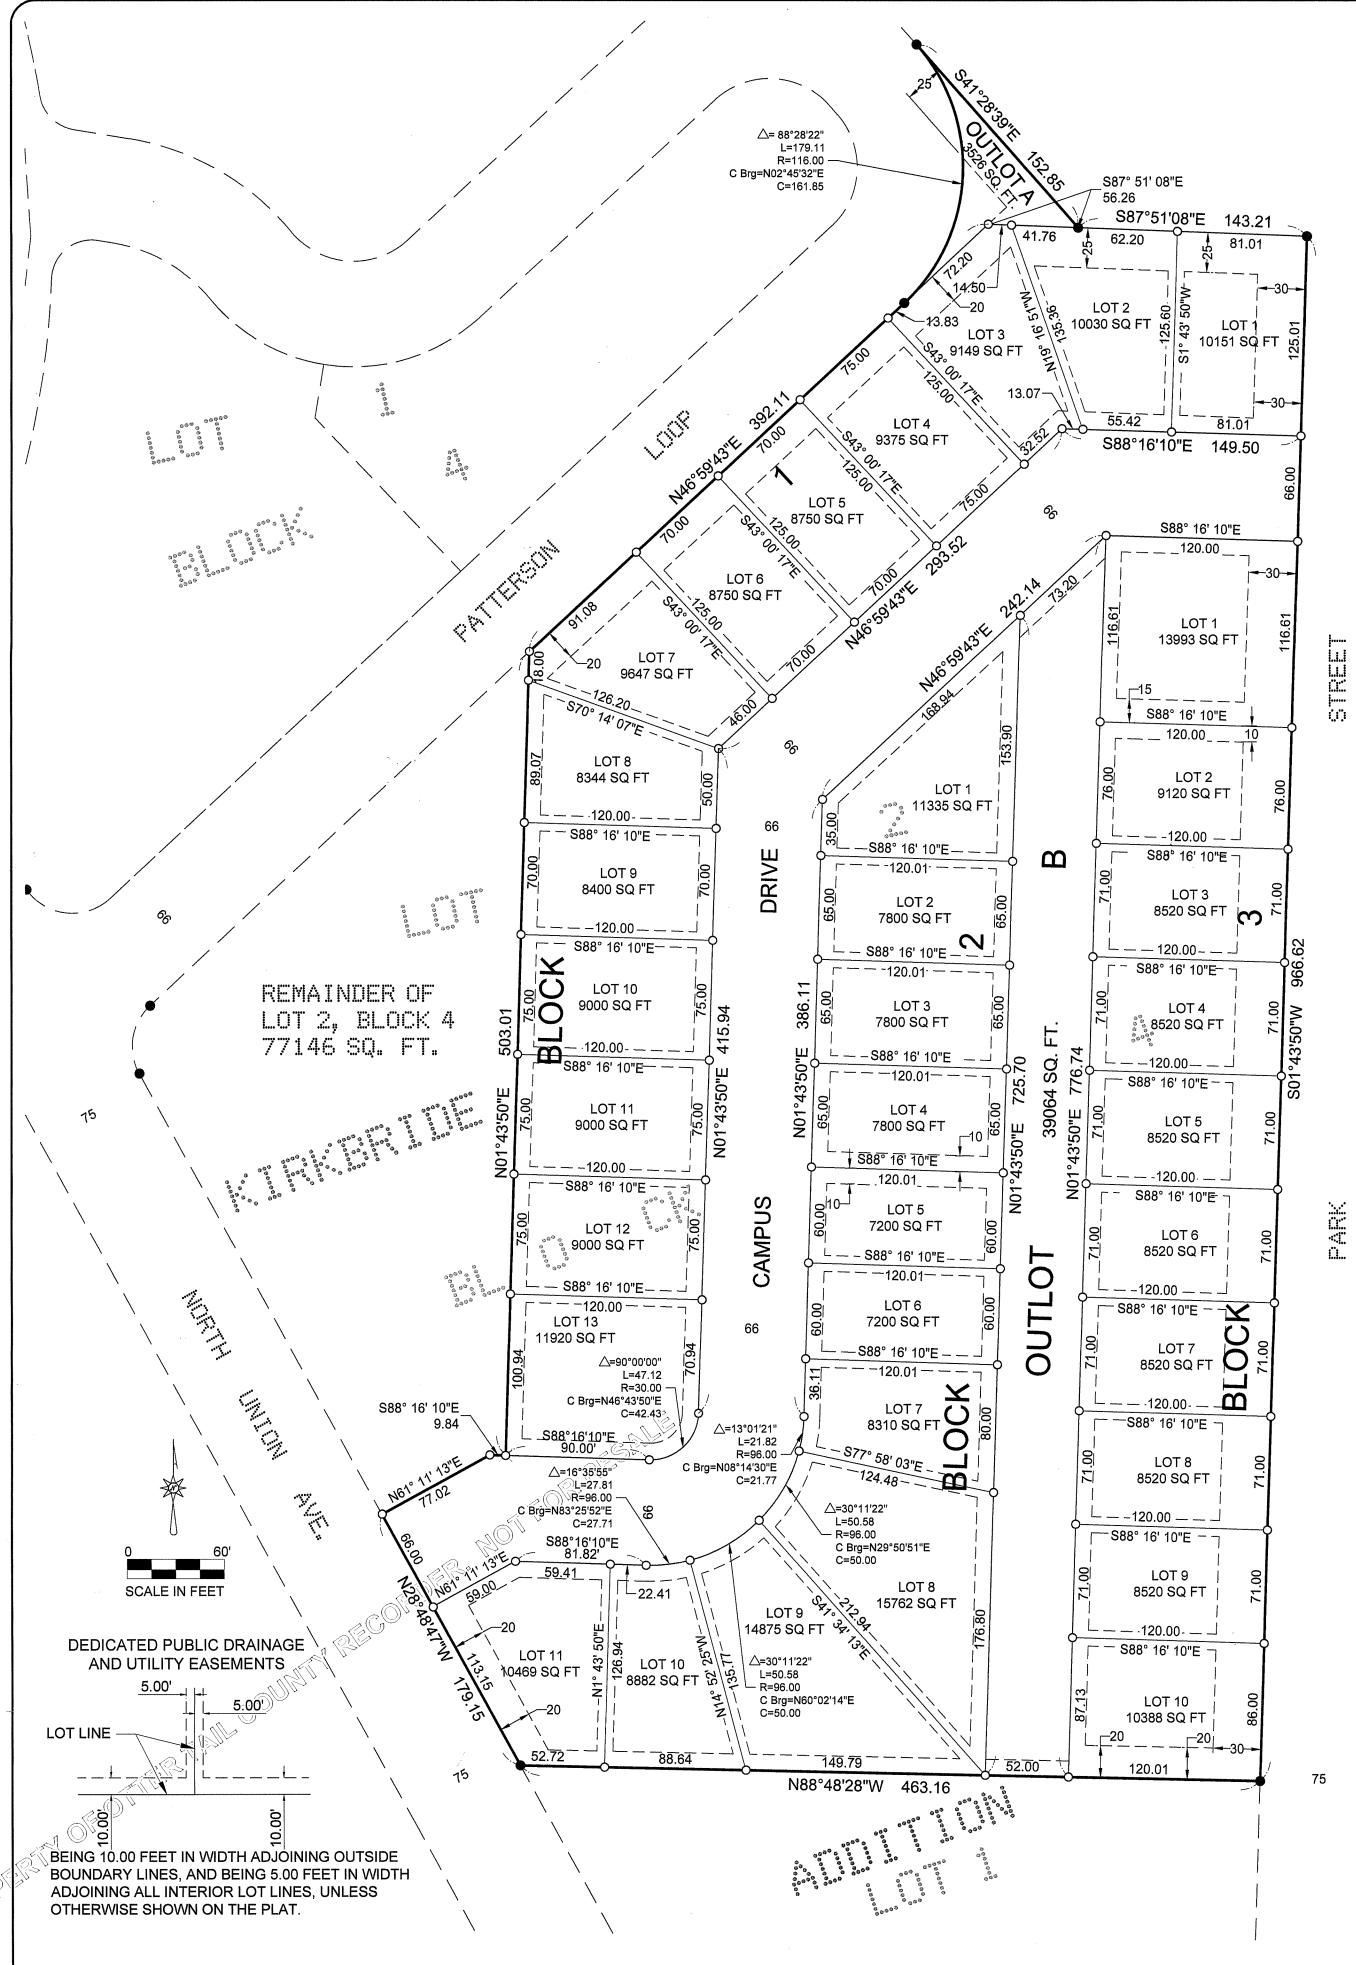 25
S41°28'39"E 152.85
OUTLOT A
3526 SQ. FT.
△= 88°28'22"
L=179.11
R=116.00
C Brg=N02°45'32"E
C=161.85
S87° 51' 08"E
56.26
S87°51'08"E 143.21
41.76
62.20
81.01
25
25
72.20
14.50
20
13.83
30
LOT 3
9149 SQ FT
N19° 16' 51"W
135.36
LOT 2
10030 SQ FT
125.60
S1° 43' 50"W
LOT 1
10151 SQ FT
125.01
30
13.07
55.42
81.01
S88°16'10"E 149.50
66.00
LOT 1
BLOCK 4
PATTERSON LOOP
N46°59'43"E 392.11
75.00
70.00
70.00
91.08
20
S43° 00' 17"E
125.00
LOT 4
9375 SQ FT
32.52
75.00
66
S43° 00' 17"E
125.00
1
LOT 5
8750 SQ FT
125.00
S43° 00' 17"E
70.00
N46°59'43"E 293.52
LOT 6
8750 SQ FT
125.00
S43° 00' 17"E
70.00
LOT 7
9647 SQ FT
18.00
126.20
S70° 14' 07"E
46.00
66
66
LOT 8
8344 SQ FT
89.07
50.00
120.00
S88° 16' 10"E
LOT 9
8400 SQ FT
70.00
70.00
120.00
S88° 16' 10"E
LOT 10
9000 SQ FT
75.00
75.00
120.00
S88° 16' 10"E
LOT 11
9000 SQ FT
75.00
75.00
120.00
S88° 16' 10"E
LOT 12
9000 SQ FT
75.00
75.00
S88° 16' 10"E
120.00
LOT 13
11920 SQ FT
100.94
70.94
△=90°00'00"
L=47.12
R=30.00
C Brg=N46°43'50"E
C=42.43
S88°16'10"E
90.00'
BLOCK
N01°43'50"E 503.01
N01°43'50"E 415.94
CAMPUS DRIVE
66
N46°59'43"E 242.14
73.20
168.94
153.90
LOT 1
11335 SQ FT
35.00
2
S88° 16' 10"E
120.01
LOT 2
7800 SQ FT
65.00
65.00
S88° 16' 10"E
120.01
2
LOT 3
7800 SQ FT
65.00
65.00
S88° 16' 10"E
120.01
LOT 4
7800 SQ FT
65.00
65.00
10
S88° 16' 10"E
120.01
10
LOT 5
7200 SQ FT
60.00
60.00
S88° 16' 10"E
120.01
LOT 6
7200 SQ FT
60.00
60.00
S88° 16' 10"E
120.01
LOT 7
8310 SQ FT
36.11
80.00
S77° 58' 03"E
124.48
BLOCK
N01°43'50"E 386.11
N01°43'50"E 725.70
OUTLOT B
39064 SQ. FT.
N01°43'50"E 776.74
S88° 16' 10"E
120.00
30
LOT 1
13993 SQ FT
116.61
116.61
15
S88° 16' 10"E
120.00
10
LOT 2
9120 SQ FT
76.00
76.00
120.00
S88° 16' 10"E
LOT 3
8520 SQ FT
71.00
71.00
3
120.00
S88° 16' 10"E
LOT 4
8520 SQ FT
71.00
71.00
4
120.00
S88° 16' 10"E
LOT 5
8520 SQ FT
71.00
71.00
120.00
S88° 16' 10"E
LOT 6
8520 SQ FT
71.00
71.00
120.00
S88° 16' 10"E
LOT 7
8520 SQ FT
71.00
71.00
120.00
S88° 16' 10"E
LOT 8
8520 SQ FT
71.00
71.00
120.00
S88° 16' 10"E
LOT 9
8520 SQ FT
71.00
71.00
120.00
S88° 16' 10"E
LOT 10
10388 SQ FT
87.13
86.00
20
20
30
120.01
BLOCK
S01°43'50"W 966.62
PARK STREET
75
LOT
REMAINDER OF
LOT 2, BLOCK 4
77146 SQ. FT.
KIRKBRIDE
BLOCK
66
75
NORTH UNION AVE.
S88° 16' 10"E
9.84
N61° 11' 13"E
77.02
66.00
△=16°35'55"
L=27.81
R=96.00
C Brg=N83°25'52"E
C=27.71
66
△=13°01'21"
L=21.82
R=96.00
C Brg=N08°14'30"E
C=21.77
△=30°11'22"
L=50.58
R=96.00
C Brg=N29°50'51"E
C=50.00
S88°16'10"E
81.82'
N61° 11' 13"E
59.00
59.41
22.41
N28°48'47"W 179.15
113.15
20
20
LOT 11
10469 SQ FT
N1° 43' 50"E
126.94
LOT 10
8882 SQ FT
N14° 52' 25"W
135.77
LOT 9
14875 SQ FT
△=30°11'22"
L=50.58
R=96.00
C Brg=N60°02'14"E
C=50.00
212.94
S41° 34' 13"E
LOT 8
15762 SQ FT
176.80
52.72
88.64
149.79
52.00
N88°48'28"W 463.16
75
ADDITION
LOT 1
0 60'
SCALE IN FEET
DEDICATED PUBLIC DRAINAGE
AND UTILITY EASEMENTS
5.00'
5.00'
LOT LINE
10.00'
10.00'
BEING 10.00 FEET IN WIDTH ADJOINING OUTSIDE
BOUNDARY LINES, AND BEING 5.00 FEET IN WIDTH
ADJOINING ALL INTERIOR LOT LINES, UNLESS
OTHERWISE SHOWN ON THE PLAT.
PERTY OF OTTER TAIL COUNTY RECORDER, NOT FOR RESALE